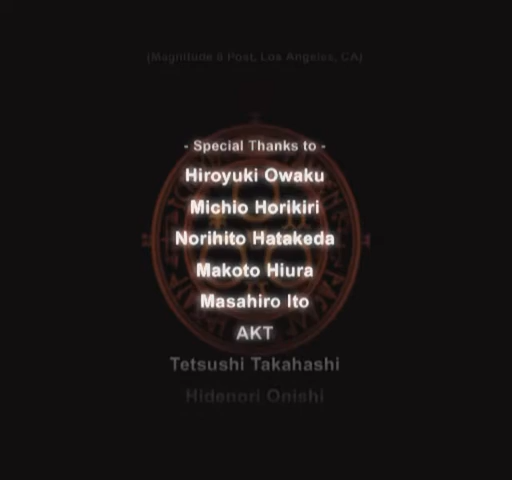 (Magnitude 8 Post, Los Angeles, CA)
- Special Thanks to -
Hiroyuki Owaku
Michio Horikiri
Norihito Hatakeda
Makoto Hiura
Masahiro Ito
AKT
Tetsushi Takahashi
Hidenori Onishi